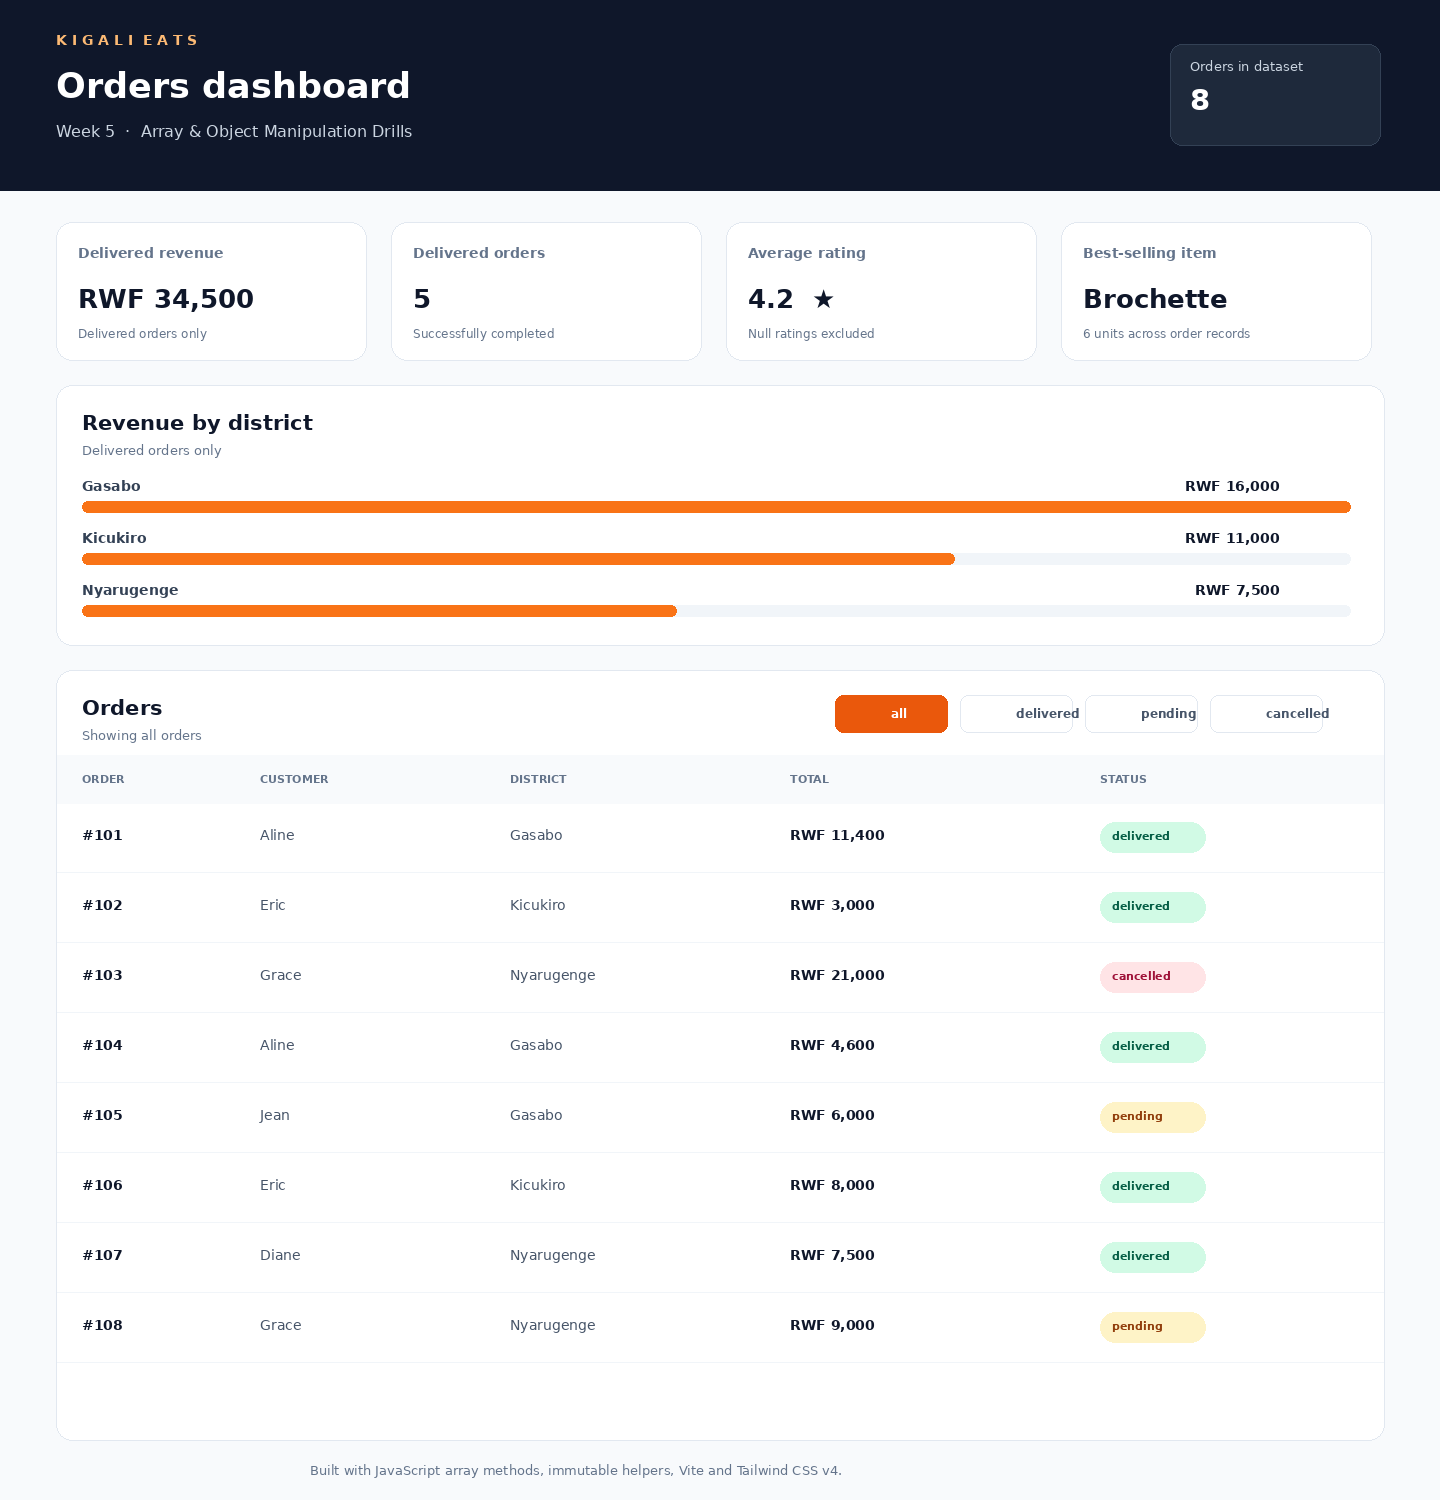 KIGALI EATS
Orders dashboard
Week 5 · Array & Object Manipulation Drills
Orders in dataset
8
Delivered revenue
RWF 34,500
Delivered orders only
Delivered orders
5
Successfully completed
Average rating
4.2 ★
Null ratings excluded
Best-selling item
Brochette
6 units across order records
Revenue by district
Delivered orders only
Gasabo RWF 16,000
Kicukiro RWF 11,000
Nyarugenge RWF 7,500
Orders
Showing all orders
all delivered pending cancelled
ORDER CUSTOMER DISTRICT TOTAL STATUS
#101 Aline Gasabo RWF 11,400 delivered
#102 Eric Kicukiro RWF 3,000 delivered
#103 Grace Nyarugenge RWF 21,000 cancelled
#104 Aline Gasabo RWF 4,600 delivered
#105 Jean Gasabo RWF 6,000 pending
#106 Eric Kicukiro RWF 8,000 delivered
#107 Diane Nyarugenge RWF 7,500 delivered
#108 Grace Nyarugenge RWF 9,000 pending
Built with JavaScript array methods, immutable helpers, Vite and Tailwind CSS v4.